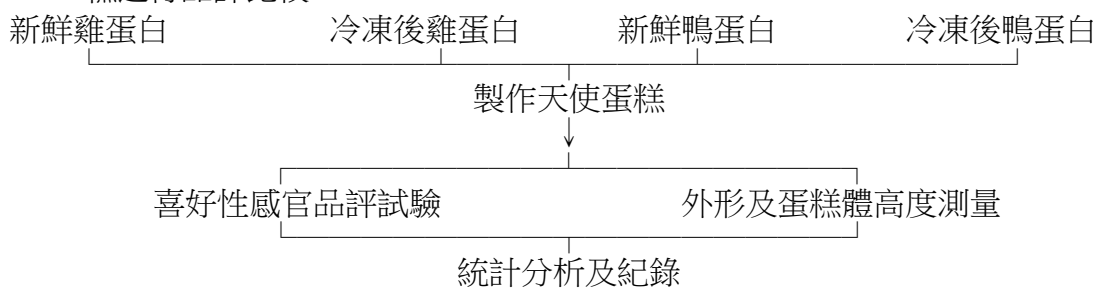 新鮮雞蛋白 冷凍後雞蛋白 新鮮鴨蛋白 冷凍後鴨蛋白
製作天使蛋糕
喜好性感官品評試驗 外形及蛋糕體高度測量
統計分析及紀錄